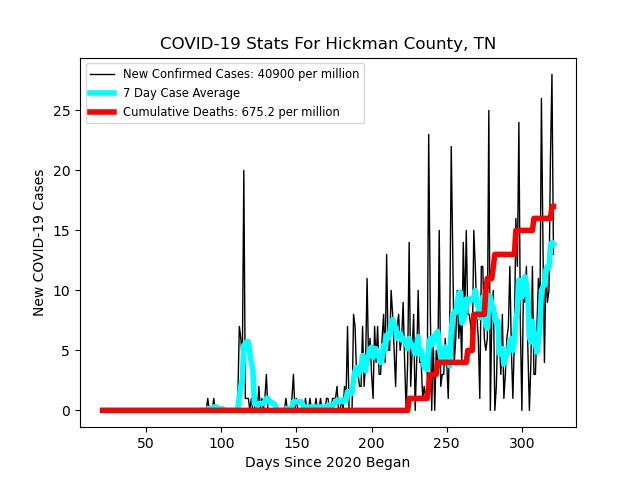 COVID-19 Stats For Hickman County, TN
New Confirmed Cases: 40900 per million
7 Day Case Average
Cumulative Deaths: 675.2 per million
New COVID-19 Cases
25
20
15
10
5
0
50 100 150 200 250 300
Days Since 2020 Began